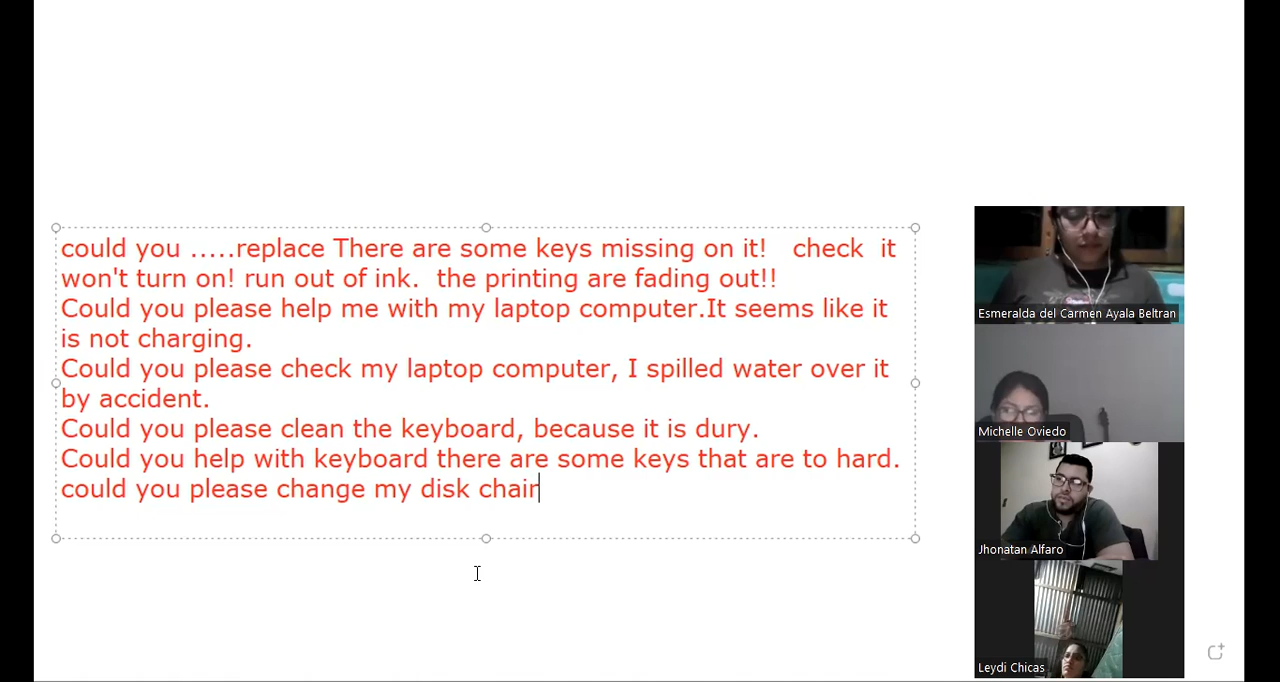 could you .....replace There are some keys missing on it!   check  it
won't turn on! run out of ink.  the printing are fading out!!
Could you please help me with my laptop computer.It seems like it
is not charging.
Could you please check my laptop computer, I spilled water over it
by accident.
Could you please clean the keyboard, because it is dury.
Could you help with keyboard there are some keys that are to hard.
could you please change my disk chair
Esmeralda del Carmen Ayala Beltran
Michelle Oviedo
Jhonatan Alfaro
Leydi Chicas